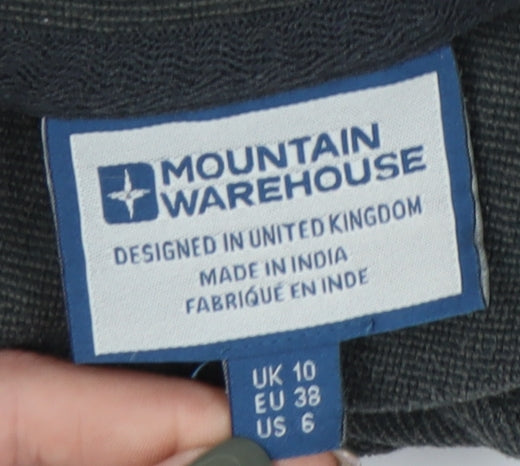 MOUNTAIN
WAREHOUSE
DESIGNED IN UNITED KINGDOM
MADE IN INDIA
FABRIQUÉ EN INDE
UK 10
EU 38
US 6